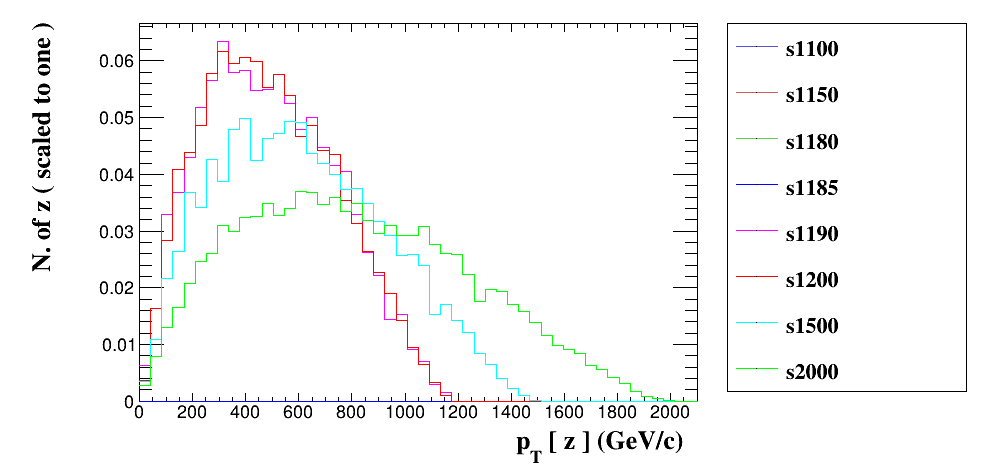 N. of z ( scaled to one )
0.06
0.05
0.04
0.03
0.02
0.01
0
0 200 400 600 800 1000 1200 1400 1600 1800 2000
p_T [ z ] (GeV/c)
s1100
s1150
s1180
s1185
s1190
s1200
s1500
s2000